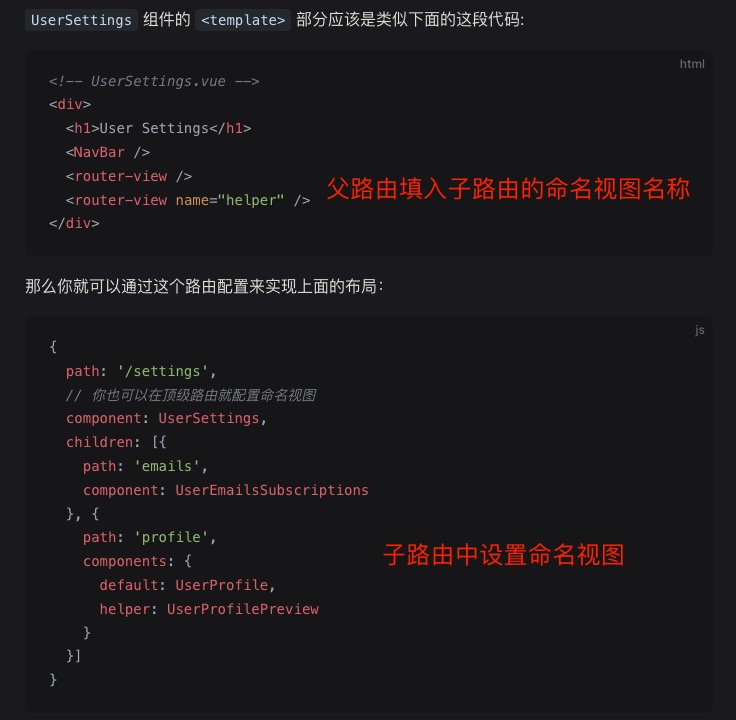 UserSettings 组件的 <template> 部分应该是类似下面的这段代码:
html
<!-- UserSettings.vue -->
<div>
  <h1>User Settings</h1>
  <NavBar />
  <router-view />
  <router-view name="helper" />
父路由填入子路由的命名视图名称
</div>
那么你就可以通过这个路由配置来实现上面的布局：
js
{
  path: '/settings',
  // 你也可以在顶级路由就配置命名视图
  component: UserSettings,
  children: [{
    path: 'emails',
    component: UserEmailsSubscriptions
  }, {
    path: 'profile',
    components: {
子路由中设置命名视图
      default: UserProfile,
      helper: UserProfilePreview
    }
  }]
}